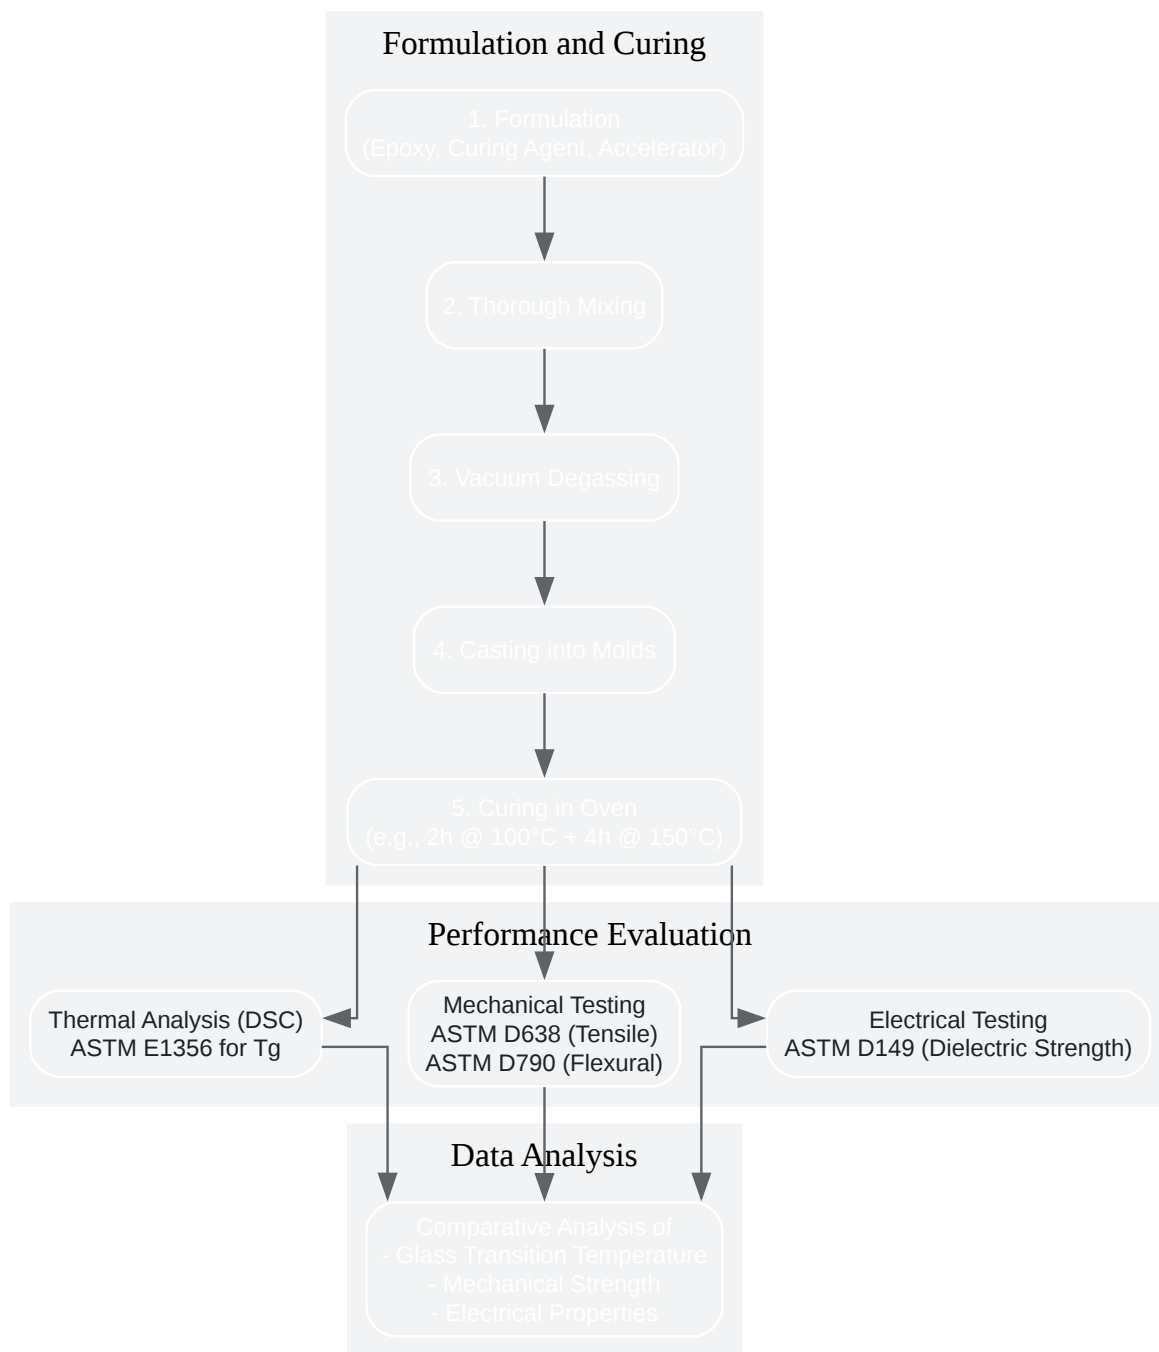 Formulation and Curing
1. Formulation
(Epoxy, Curing Agent, Accelerator)
2. Thorough Mixing
3. Vacuum Degassing
4. Casting into Molds
5. Curing in Oven
(e.g., 2h @ 100°C + 4h @ 150°C)
Performance Evaluation
Thermal Analysis (DSC)
ASTM E1356 for Tg
Mechanical Testing
ASTM D638 (Tensile)
ASTM D790 (Flexural)
Electrical Testing
ASTM D149 (Dielectric Strength)
Data Analysis
Comparative Analysis of
- Glass Transition Temperature
- Mechanical Strength
- Electrical Properties